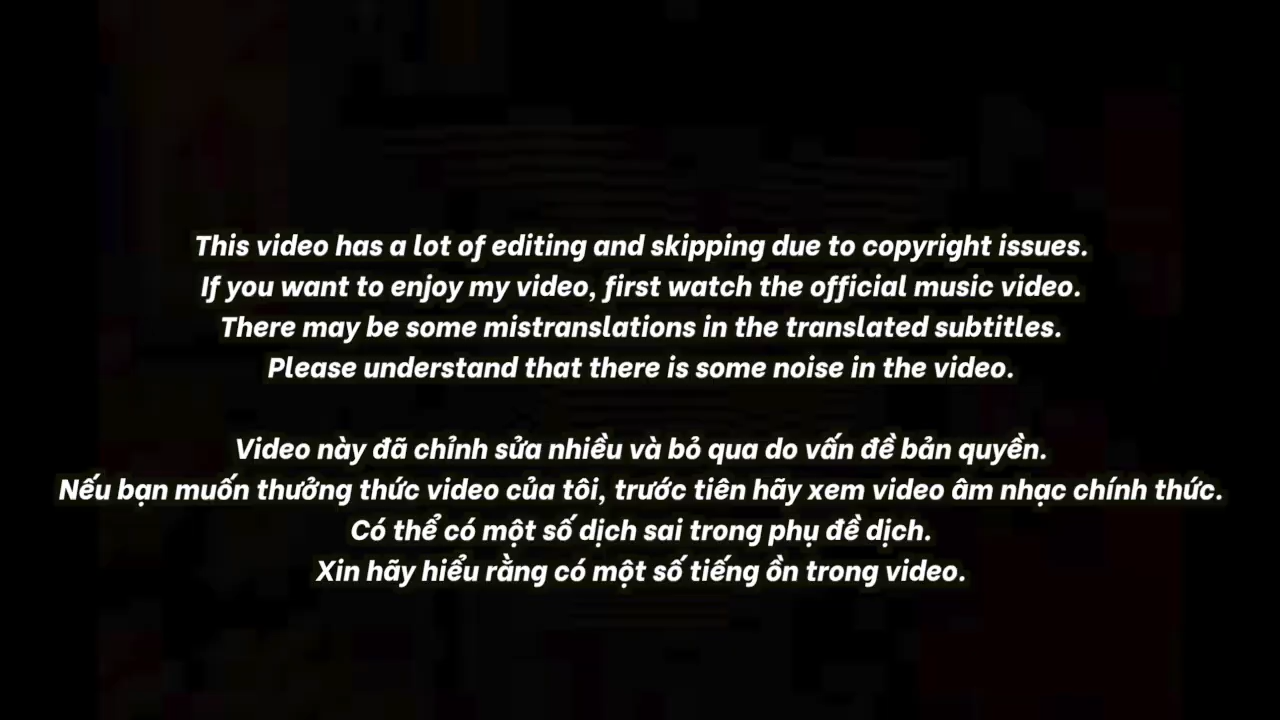 This video has a lot of editing and skipping due to copyright issues.
If you want to enjoy my video, first watch the official music video.
There may be some mistranslations in the translated subtitles.
Please understand that there is some noise in the video.
Video này đã chỉnh sửa nhiều và bỏ qua do vấn đề bản quyền.
Nếu bạn muốn thưởng thức video của tôi, trước tiên hãy xem video âm nhạc chính thức.
Có thể có một số dịch sai trong phụ đề dịch.
Xin hãy hiểu rằng có một số tiếng ồn trong video.